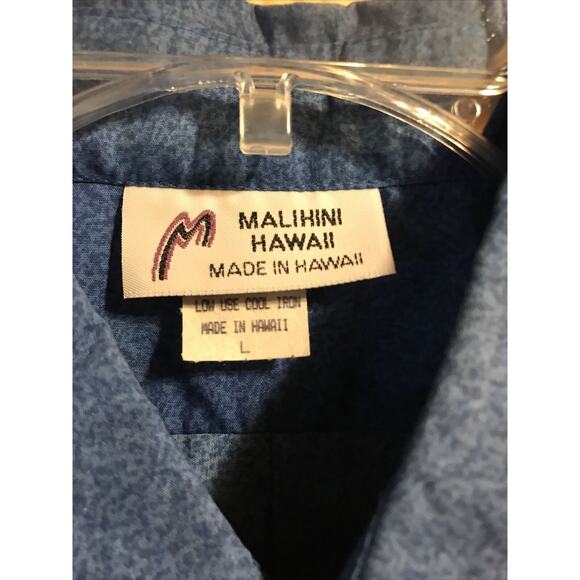 M
MALIHINI
HAWAII
MADE IN HAWAII
LOW USE COOL IRON
MADE IN HAWAII
L